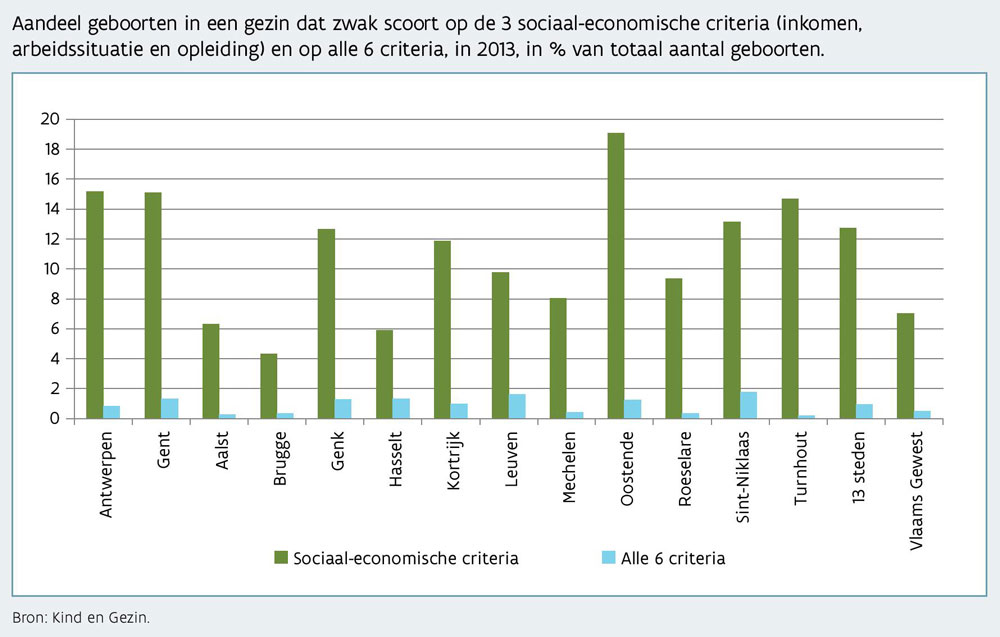 Aandeel geboorten in een gezin dat zwak scoort op de 3 sociaal-economische criteria (inkomen,
arbeidssituatie en opleiding) en op alle 6 criteria, in 2013, in % van totaal aantal geboorten.
20
18
16
14
12
10
8
6
4
2
0
Antwerpen
Gent
Aalst
Brugge
Genk
Hasselt
Kortrijk
Leuven
Mechelen
Oostende
Roeselare
Sint-Niklaas
Turnhout
13 steden
Vlaams Gewest
Sociaal-economische criteria
Alle 6 criteria
Bron: Kind en Gezin.